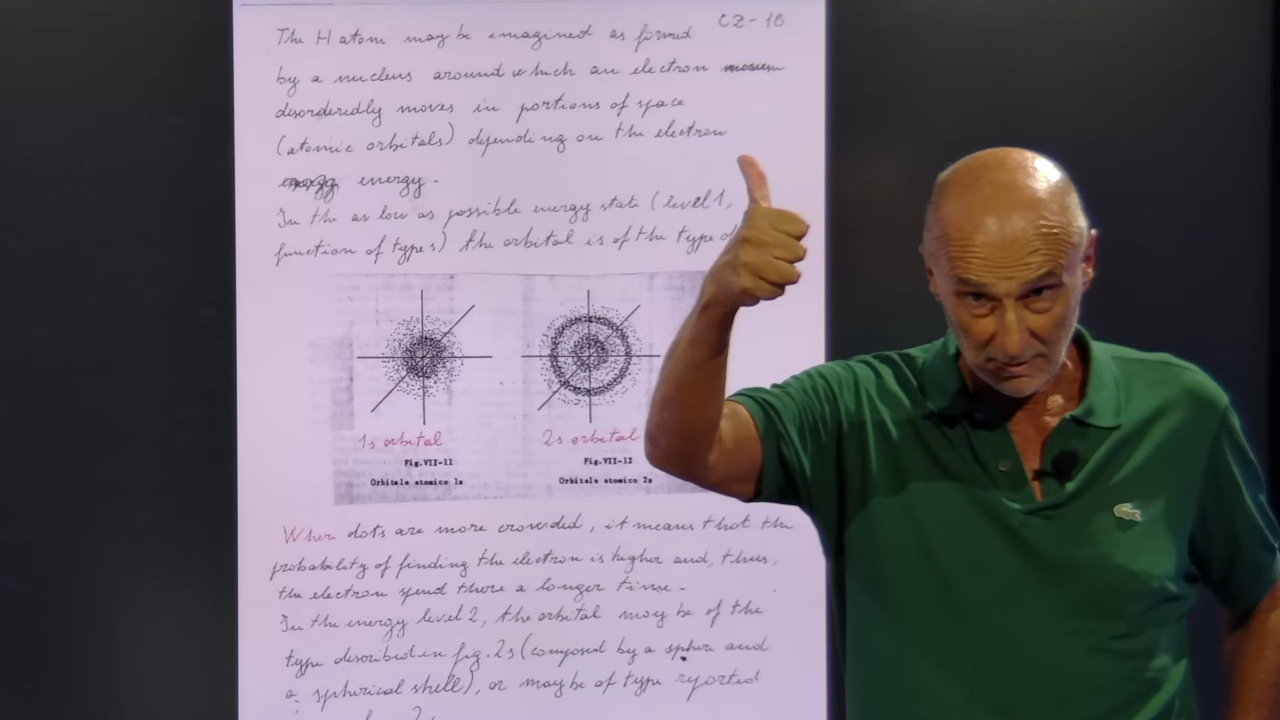 CZ-10
The H atom may be imagined as formed
by a nucleus around which an electron
disorderedly moves in portions of space
(atomic orbitals) depending on the electron
energy.
In the as low as possible energy state (level 1,
function of type s) the orbital is of the type
1s orbital 2s orbital
Fig.VII-11 Fig.VII-12
Orbitale atomico 1s Orbitale atomico 2s
Where dots are more crowded, it means that the
probability of finding the electron is higher and, thus,
the electron spend there a longer time.
In the energy level 2, the orbital may be of the
type described in fig. 2s (composed by a sphere and
a spherical shell), or may be of type reported